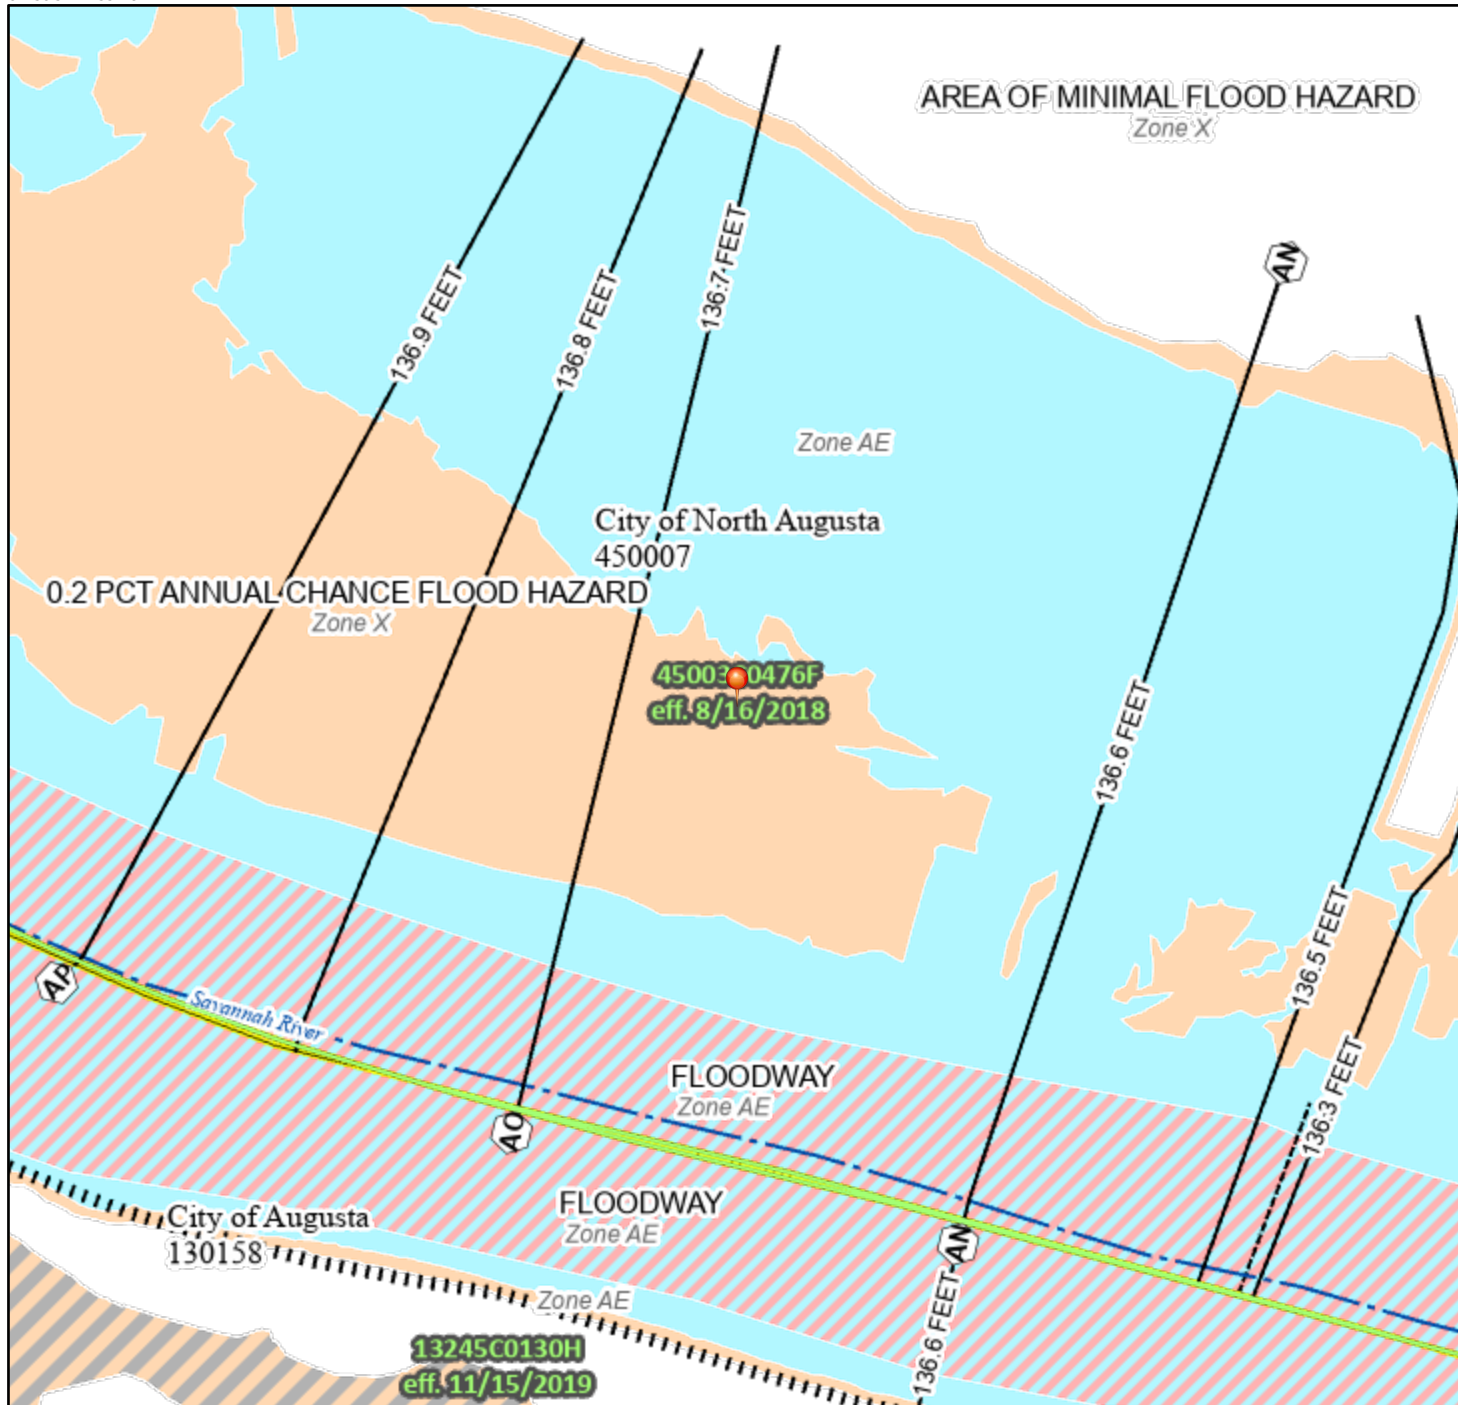 AREA OF MINIMAL FLOOD HAZARD
Zone X
AN
136.9 FEET
136.8 FEET
136.7 FEET
Zone AE
City of North Augusta
450007
0.2 PCT ANNUAL CHANCE FLOOD HAZARD
Zone X
0476F
eff. 8/16/2018
136.6 FEET
136.5 FEET
136.3 FEET
AP
Savannah River
AO
FLOODWAY
Zone AE
FLOODWAY
Zone AE
City of Augusta
130158
AN
136.6 FEET
Zone AE
13245C0130H
eff. 11/15/2019